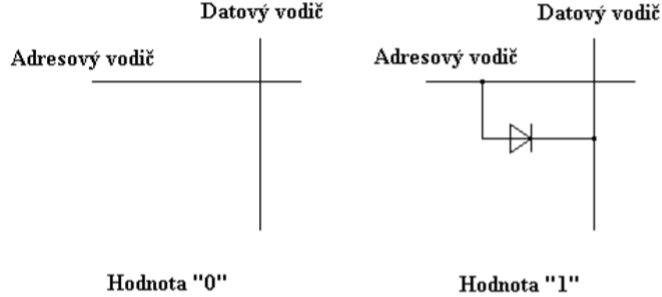 Datový vodič
Adresový vodič
Hodnota "0"
Datový vodič
Adresový vodič
Hodnota "1"